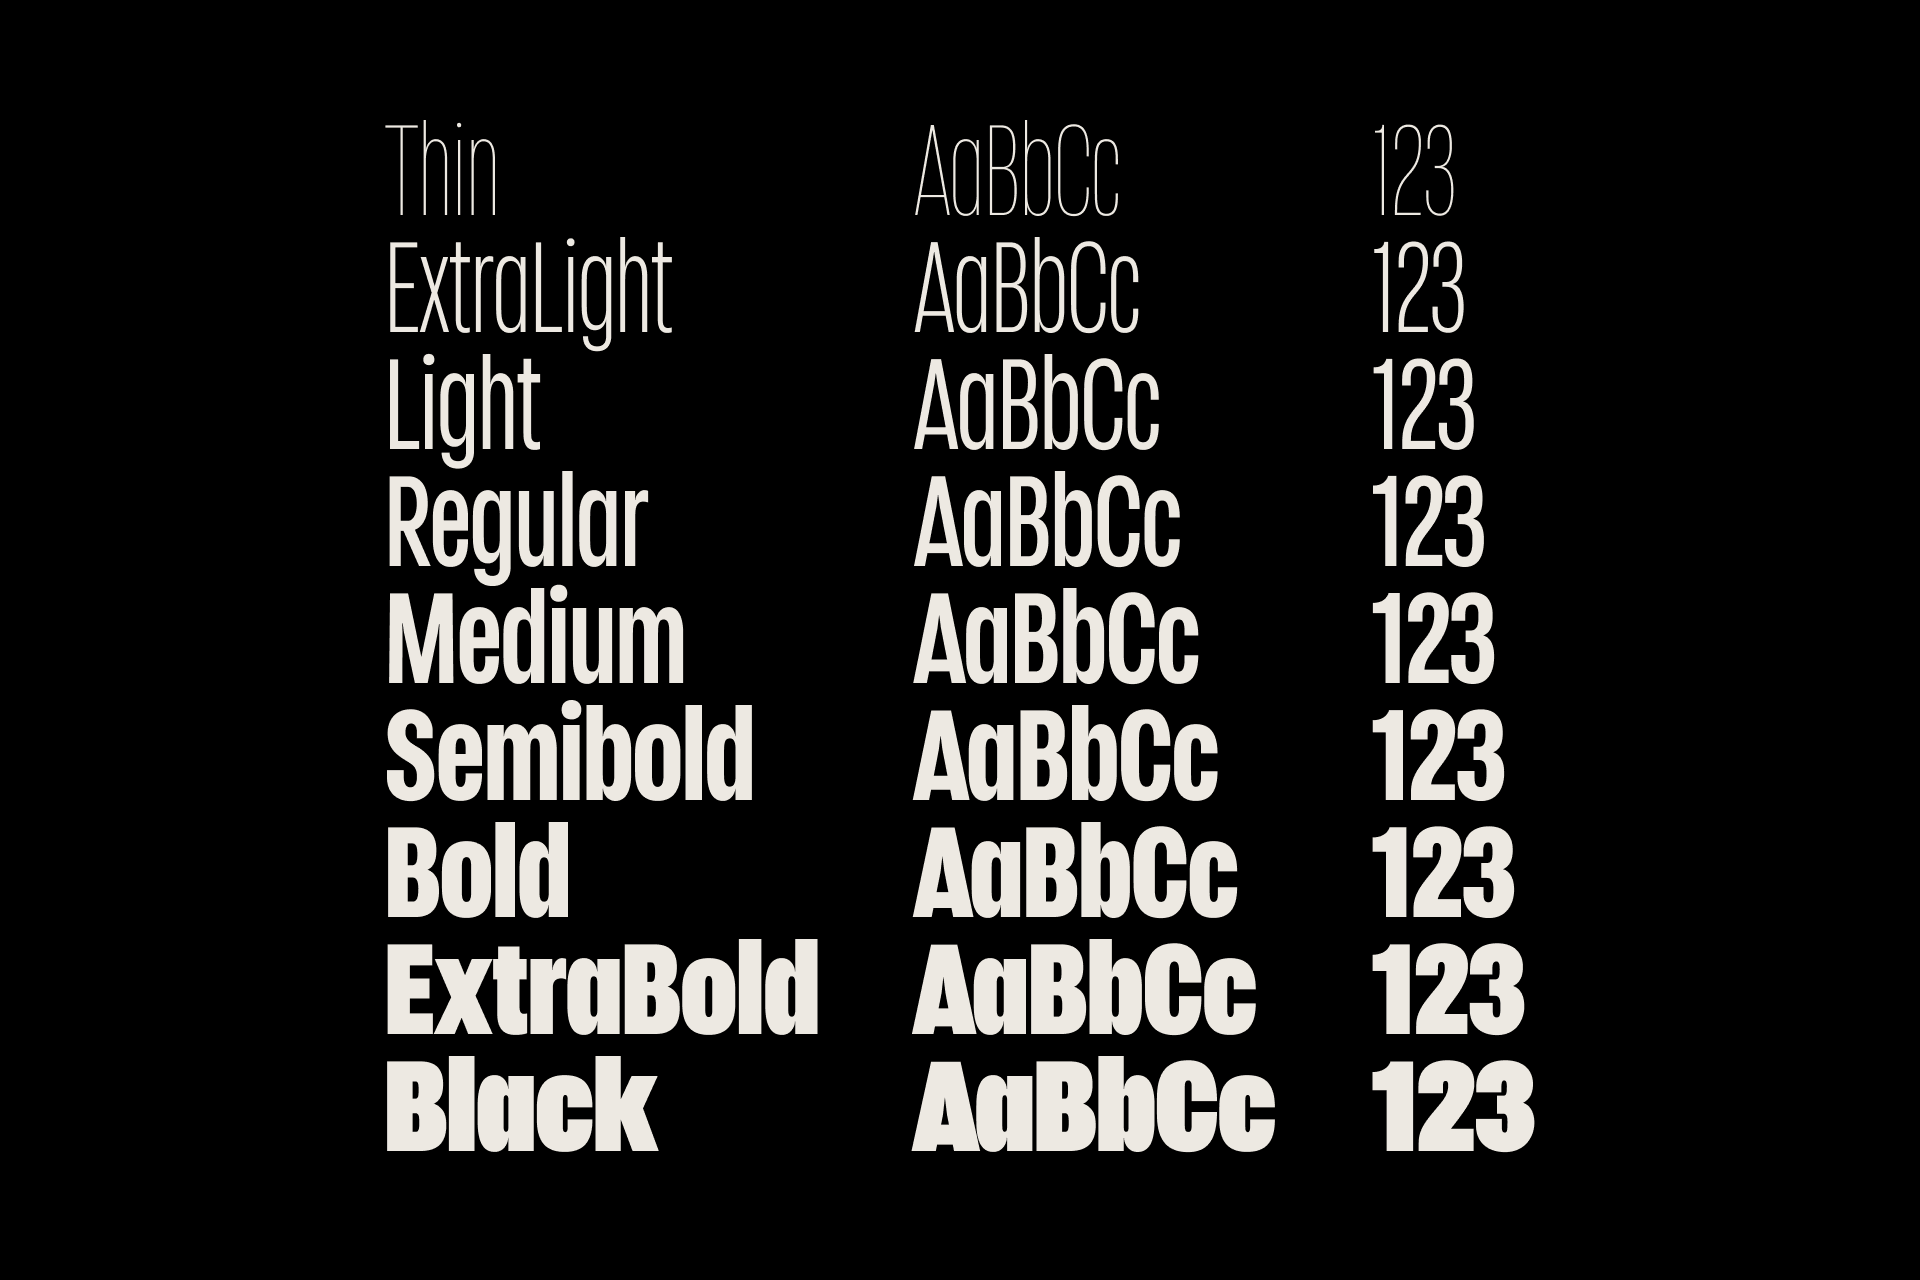 Thin AaBbCc 123
ExtraLight AaBbCc 123
Light AaBbCc 123
Regular AaBbCc 123
Medium AaBbCc 123
Semibold AaBbCc 123
Bold AaBbCc 123
ExtraBold AaBbCc 123
Black AaBbCc 123